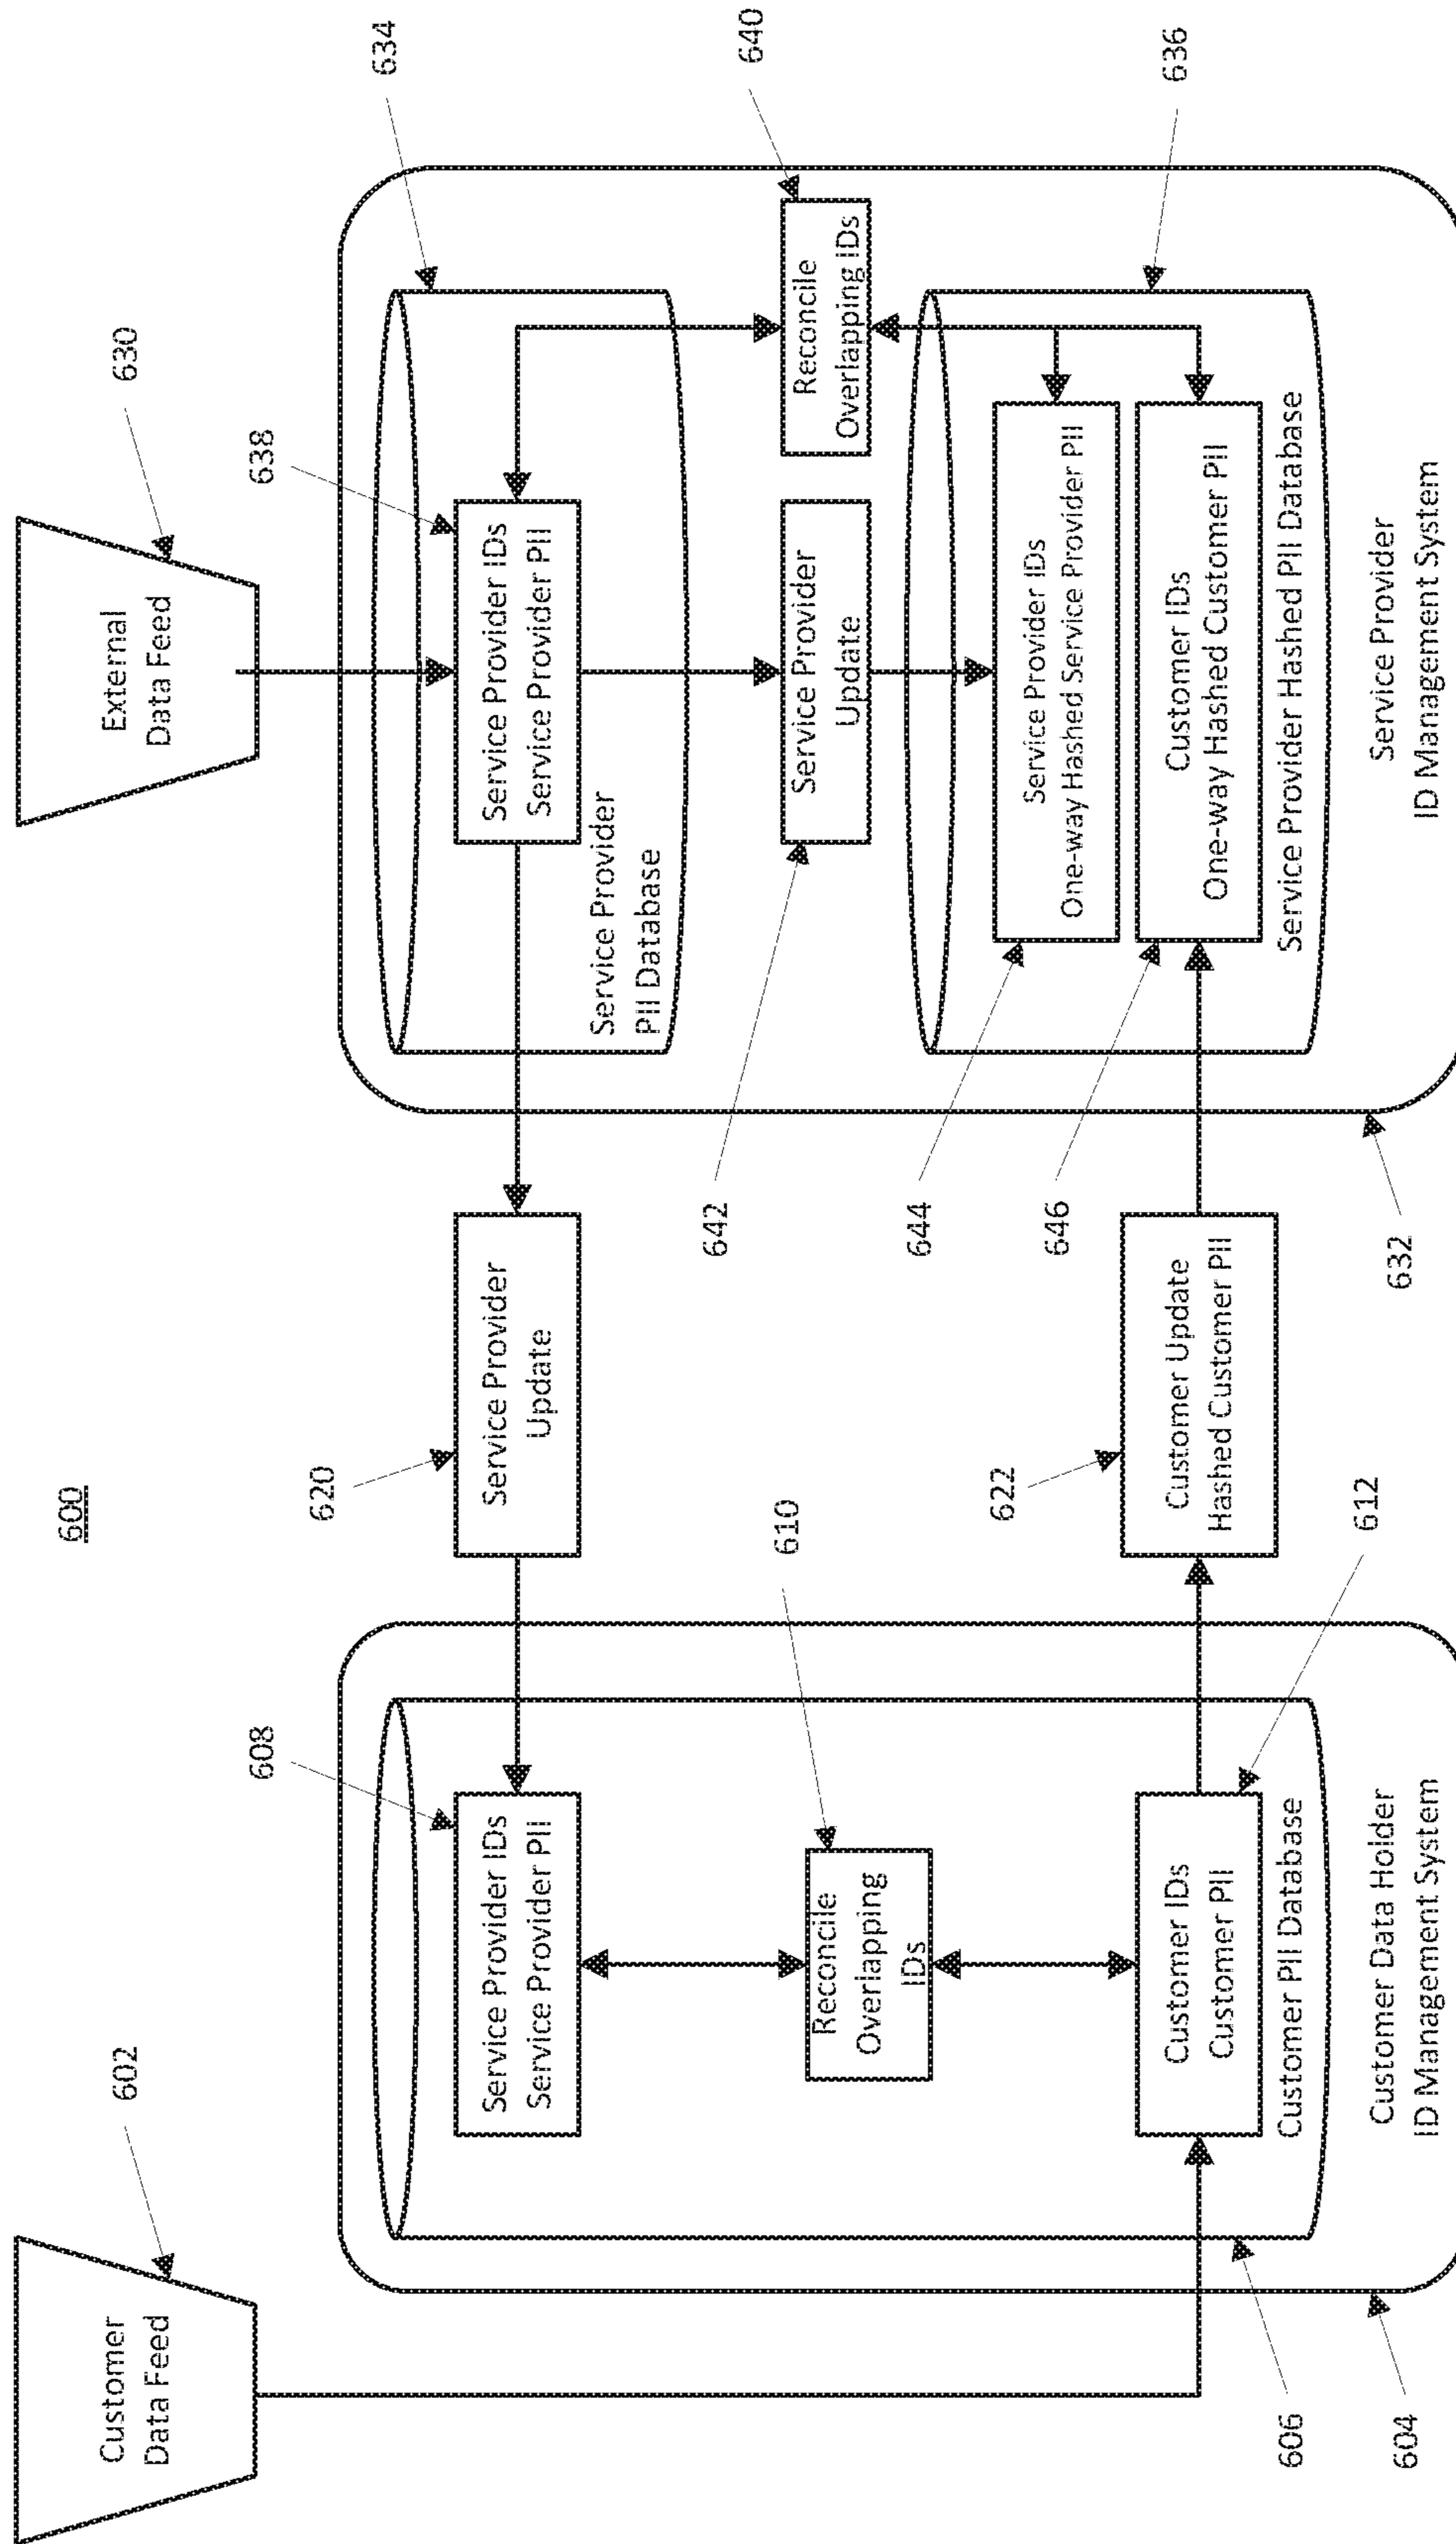 600
602
Customer
Data Feed
630
External
Data Feed
608
Service Provider IDs
Service Provider PII
610
Reconcile
Overlapping
IDs
Customer IDs
Customer PII
612
Customer PII Database
Customer Data Holder
ID Management System
606
604
620
Service Provider
Update
622
Customer Update
Hashed Customer PII
638
634
Service Provider IDs
Service Provider PII
Service Provider
PII Database
642
Service Provider
Update
640
Reconcile
Overlapping IDs
644
Service Provider IDs
One-way Hashed Service Provider PII
646
Customer IDs
One-way Hashed Customer PII
636
Service Provider Hashed PII Database
Service Provider
ID Management System
632